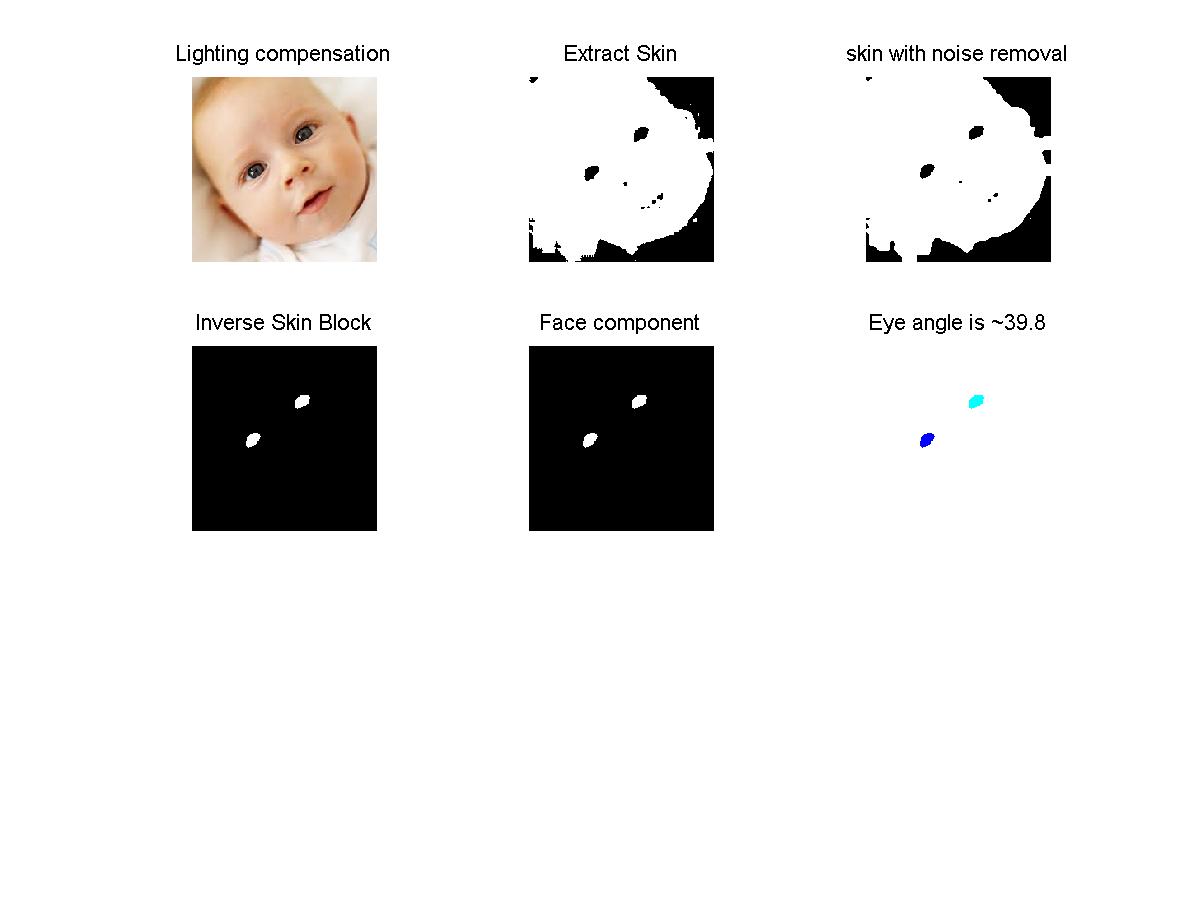 Lighting compensation
Extract Skin
skin with noise removal
Inverse Skin Block
Face component
Eye angle is ~39.8